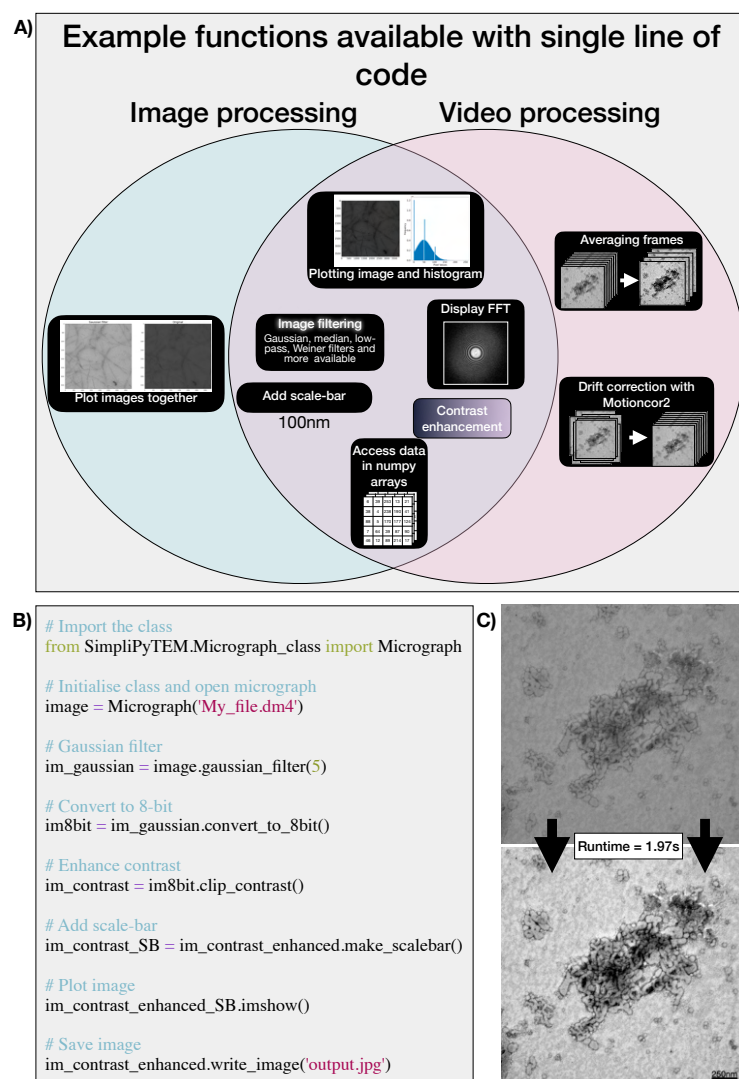 A)
Example functions available with single line of
code
Image processing
Video processing
Plotting image and histogram
Averaging frames
Plot images together
Image filtering
Gaussian, median, low-
pass, Weiner filters and
more available
Display FFT
Add scale-bar
100nm
Contrast
enhancement
Drift correction with
Motioncor2
Access data
in numpy
arrays
B)
# Import the class
from SimpliPyTEM.Micrograph_class import Micrograph
# Initialise class and open micrograph
image = Micrograph('My_file.dm4')
# Gaussian filter
im_gaussian = image.gaussian_filter(5)
# Convert to 8-bit
im8bit = im_gaussian.convert_to_8bit()
# Enhance contrast
im_contrast = im8bit.clip_contrast()
# Add scale-bar
im_contrast_SB = im_contrast_enhanced.make_scalebar()
# Plot image
im_contrast_enhanced_SB.imshow()
# Save image
im_contrast_enhanced.write_image('output.jpg')
C)
Runtime = 1.97s
250nm